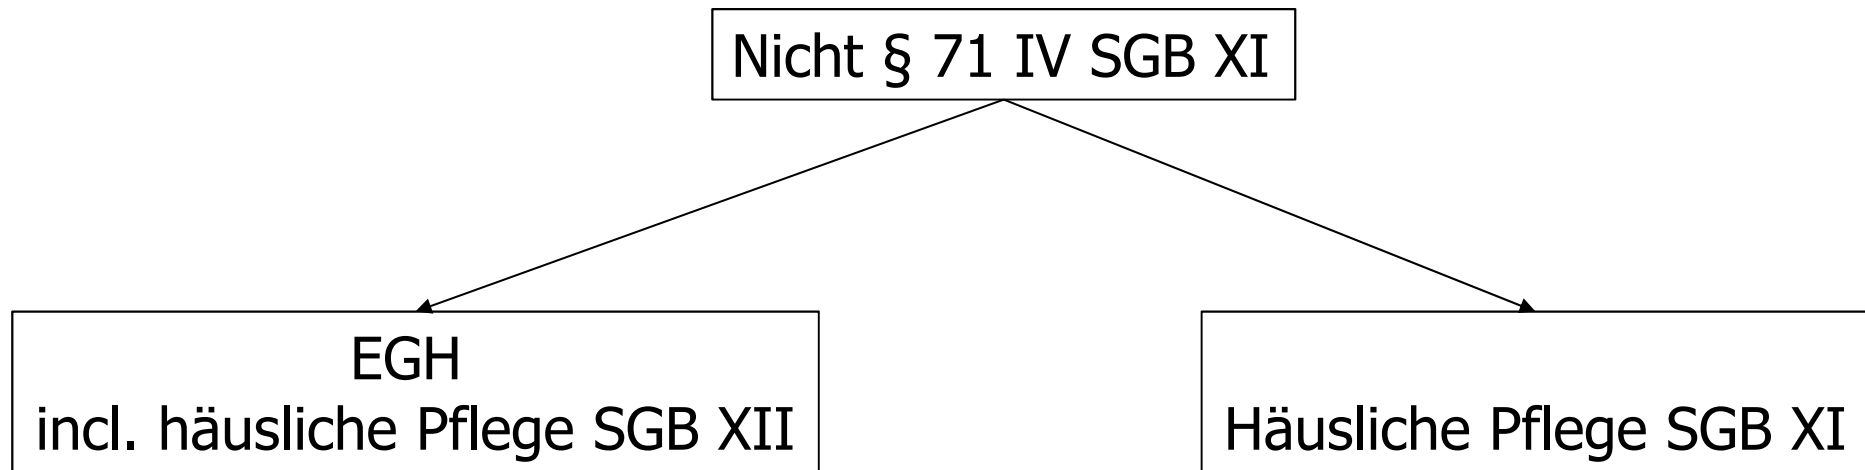 Nicht § 71 IV SGB XI
EGH
incl. häusliche Pflege SGB XII
Häusliche Pflege SGB XI